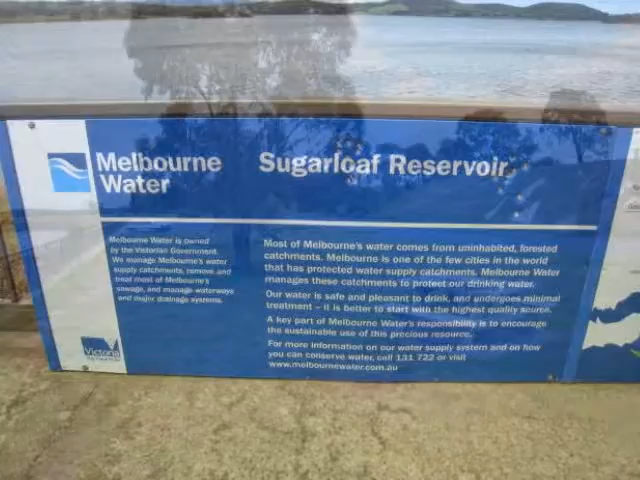 Melbourne
Water
Sugarloaf Reservoir
Melbourne Water is owned
by the Victorian Government.
We manage Melbourne's water
supply catchments, remove and
treat most of Melbourne's
sewage, and manage waterways
and major drainage systems.
Most of Melbourne's water comes from uninhabited, forested
catchments. Melbourne is one of the few cities in the world
that has protected water supply catchments. Melbourne Water
manages these catchments to protect our drinking water.
Our water is safe and pleasant to drink, and undergoes minimal
treatment – it is better to start with the highest quality source.
A key part of Melbourne Water's responsibility is to encourage
the sustainable use of this precious resource.
For more information on our water supply system and on how
you can conserve water, call 131 722 or visit
www.melbournewater.com.au
Victoria